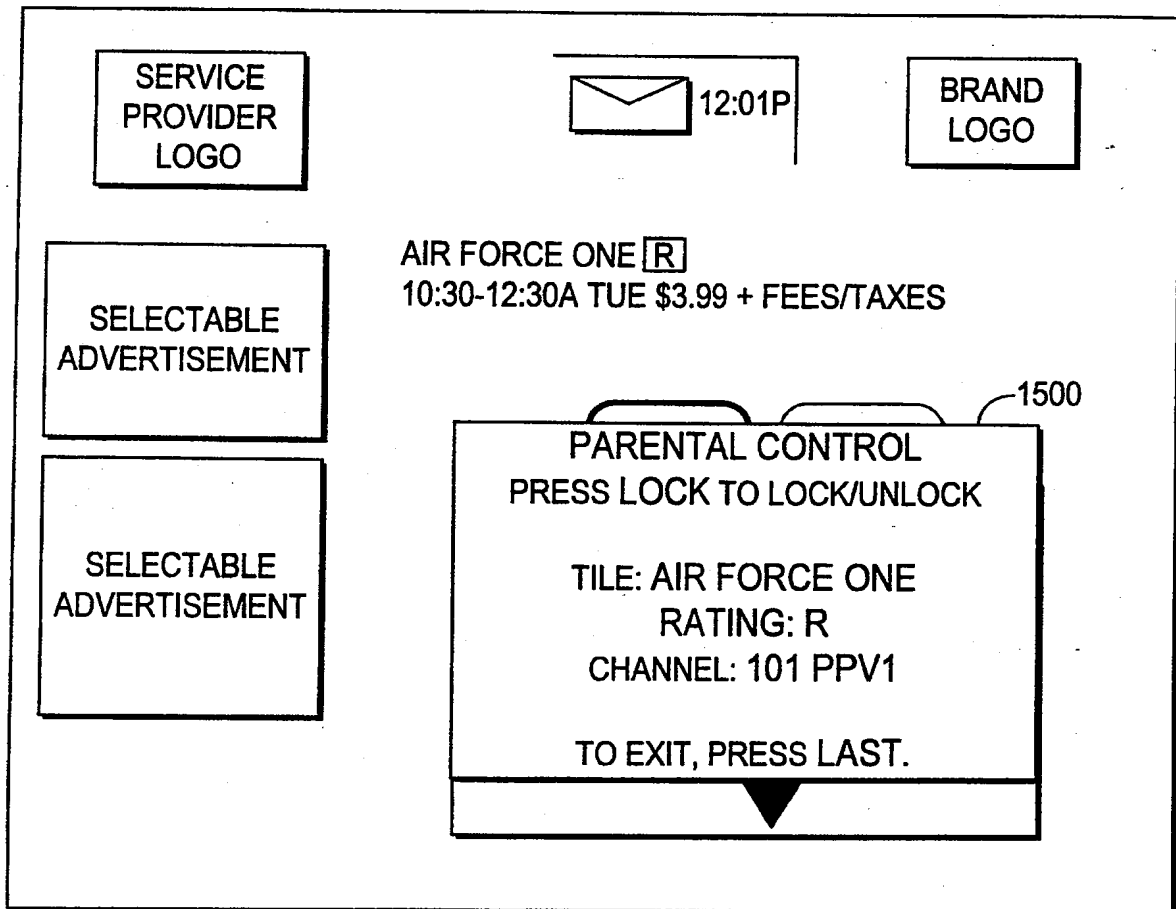 SERVICE
PROVIDER
LOGO
12:01P
BRAND
LOGO
SELECTABLE
ADVERTISEMENT
AIR FORCE ONE R
10:30-12:30A TUE $3.99 + FEES/TAXES
1500
SELECTABLE
ADVERTISEMENT
PARENTAL CONTROL
PRESS LOCK TO LOCK/UNLOCK
TILE: AIR FORCE ONE
RATING: R
CHANNEL: 101 PPV1
TO EXIT, PRESS LAST.